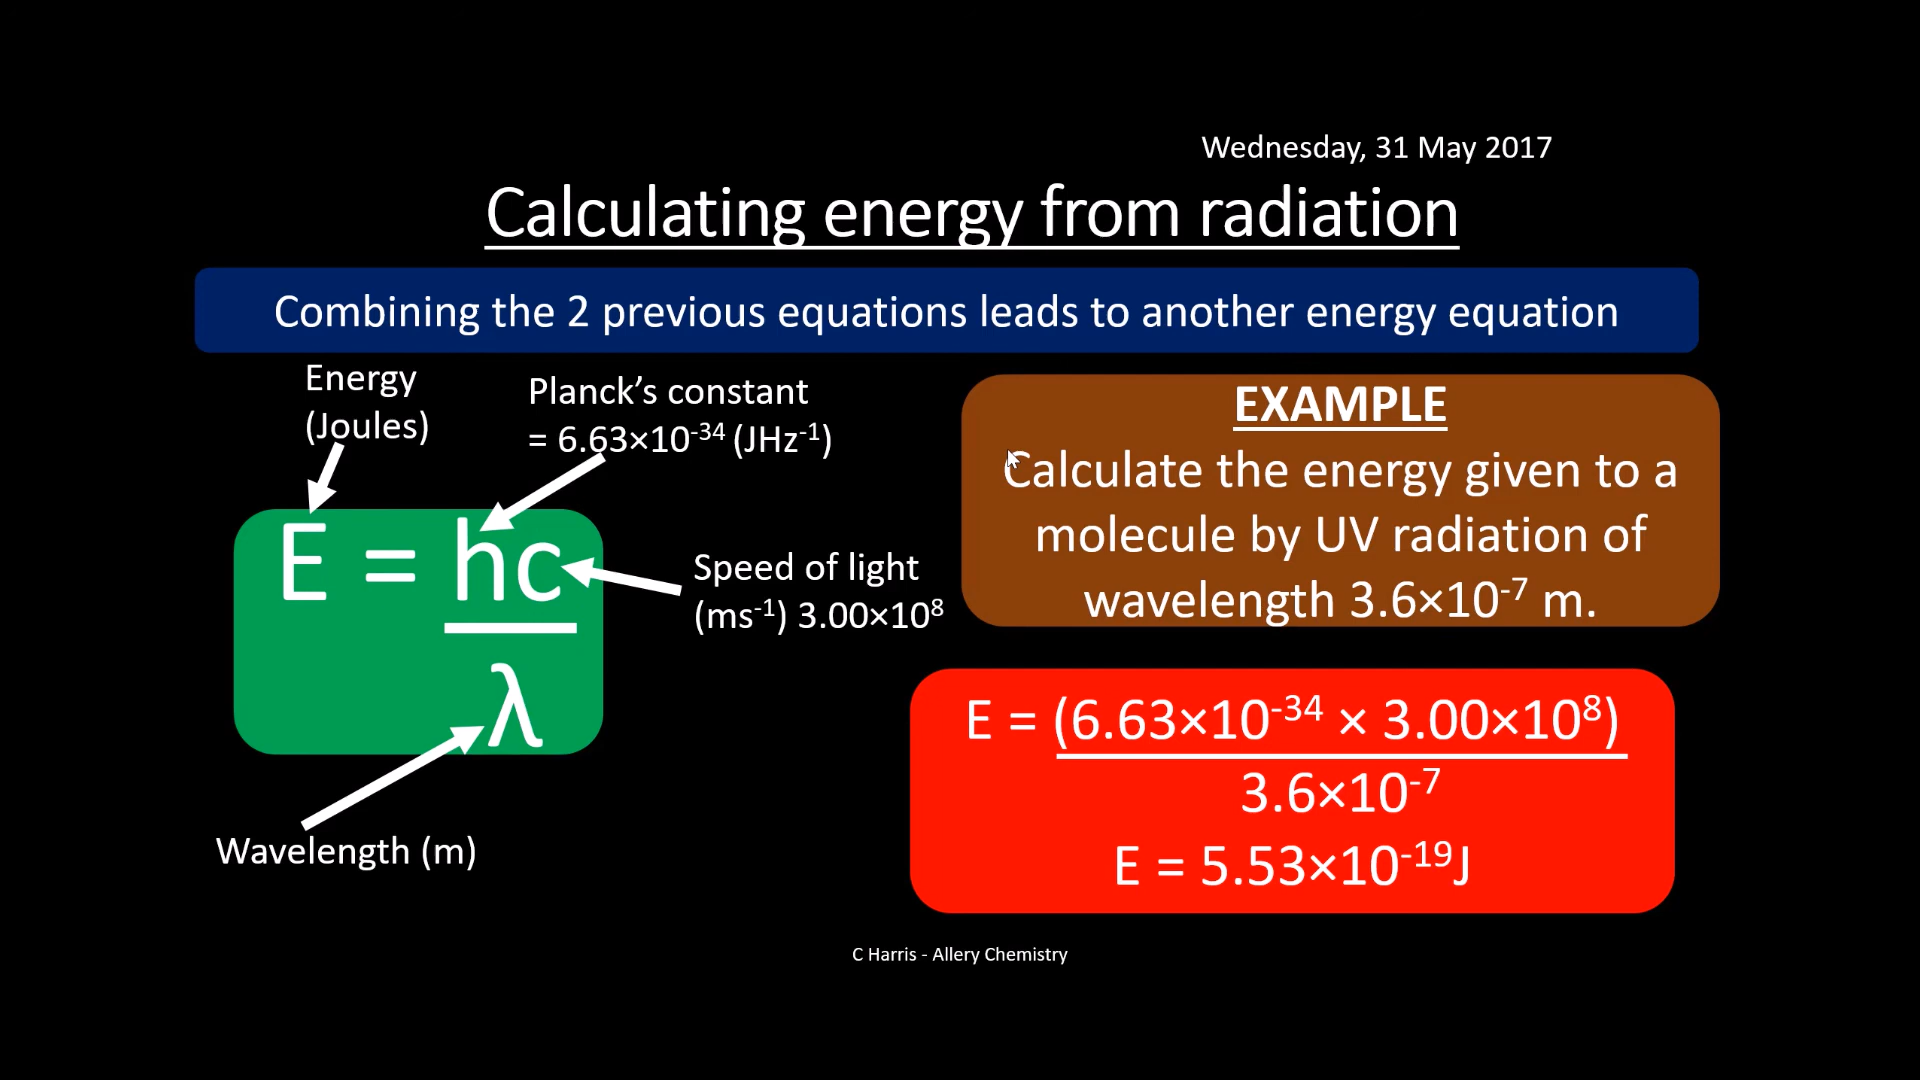 Wednesday, 31 May 2017
Calculating energy from radiation
Combining the 2 previous equations leads to another energy equation
Energy
(Joules)
Planck’s constant
= 6.63×10⁻³⁴ (JHz⁻¹)
E = hc
λ
Speed of light
(ms⁻¹) 3.00×10⁸
Wavelength (m)
EXAMPLE
Calculate the energy given to a
molecule by UV radiation of
wavelength 3.6×10⁻⁷ m.
E = (6.63×10⁻³⁴ × 3.00×10⁸)
3.6×10⁻⁷
E = 5.53×10⁻¹⁹J
C Harris - Allery Chemistry